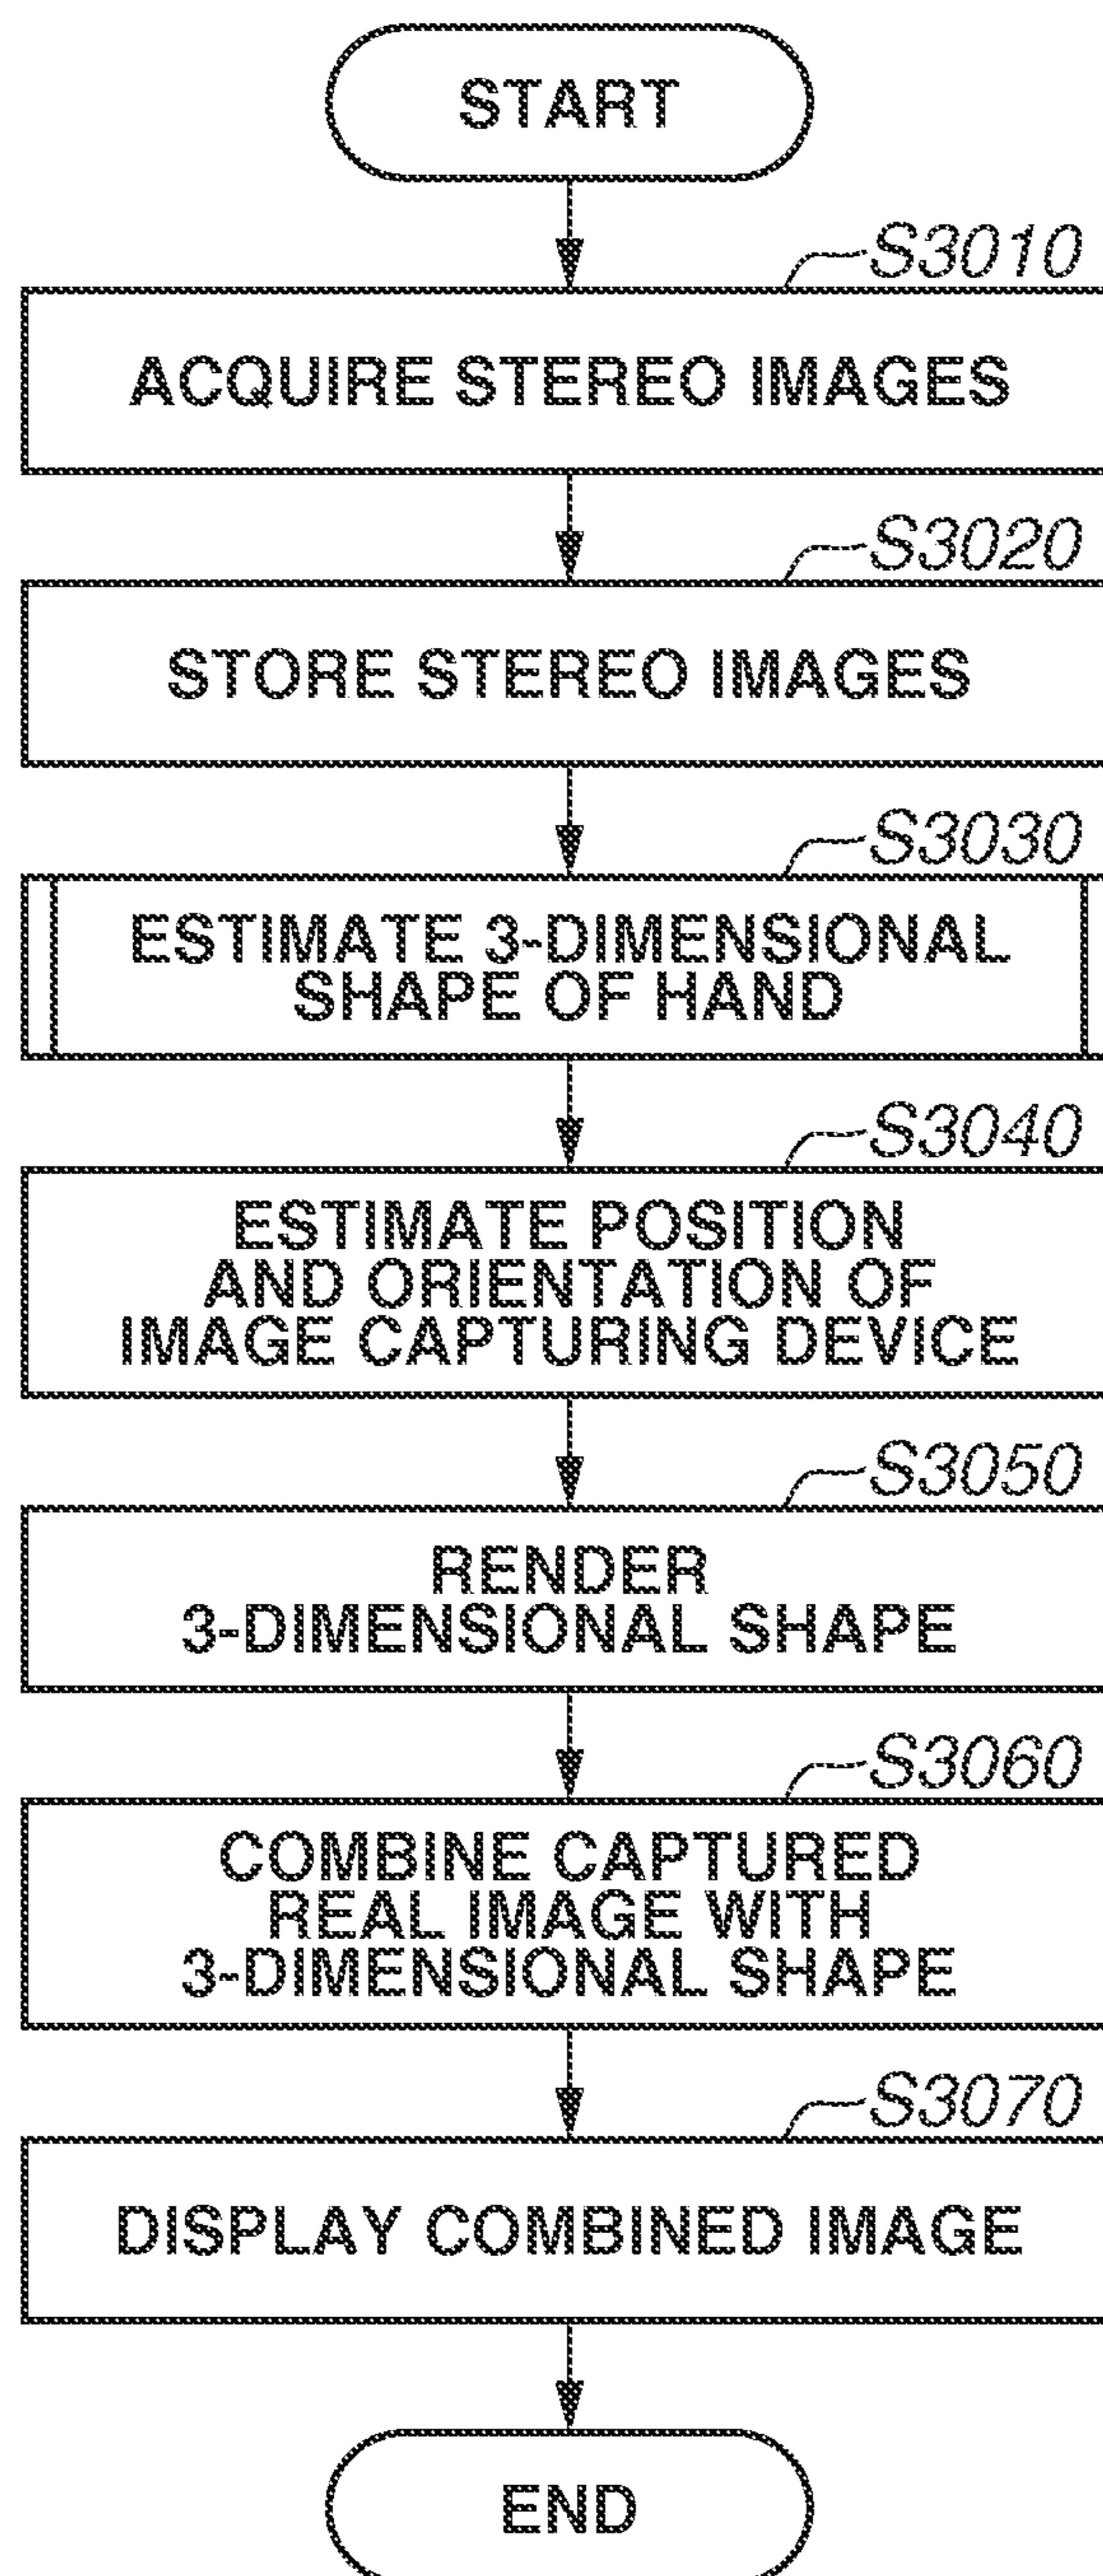 START
S3010
ACQUIRE STEREO IMAGES
S3020
STORE STEREO IMAGES
S3030
ESTIMATE 3-DIMENSIONAL
SHAPE OF HAND
S3040
ESTIMATE POSITION
AND ORIENTATION OF
IMAGE CAPTURING DEVICE
S3050
RENDER
3-DIMENSIONAL SHAPE
S3060
COMBINE CAPTURED
REAL IMAGE WITH
3-DIMENSIONAL SHAPE
S3070
DISPLAY COMBINED IMAGE
END